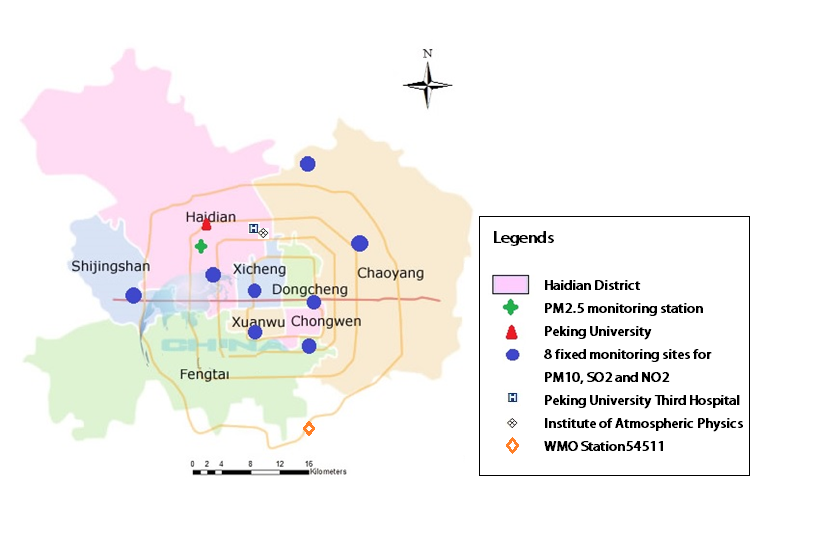 N
Haidian
Shijingshan
Xicheng
Chaoyang
Dongcheng
Xuanwu
Chongwen
CHINA
Fengtai
0 2 4 8 12 16
Kilometers
Legends
Haidian District
PM2.5 monitoring station
Peking University
8 fixed monitoring sites for
PM10, SO2 and NO2
H Peking University Third Hospital
Institute of Atmospheric Physics
WMO Station54511